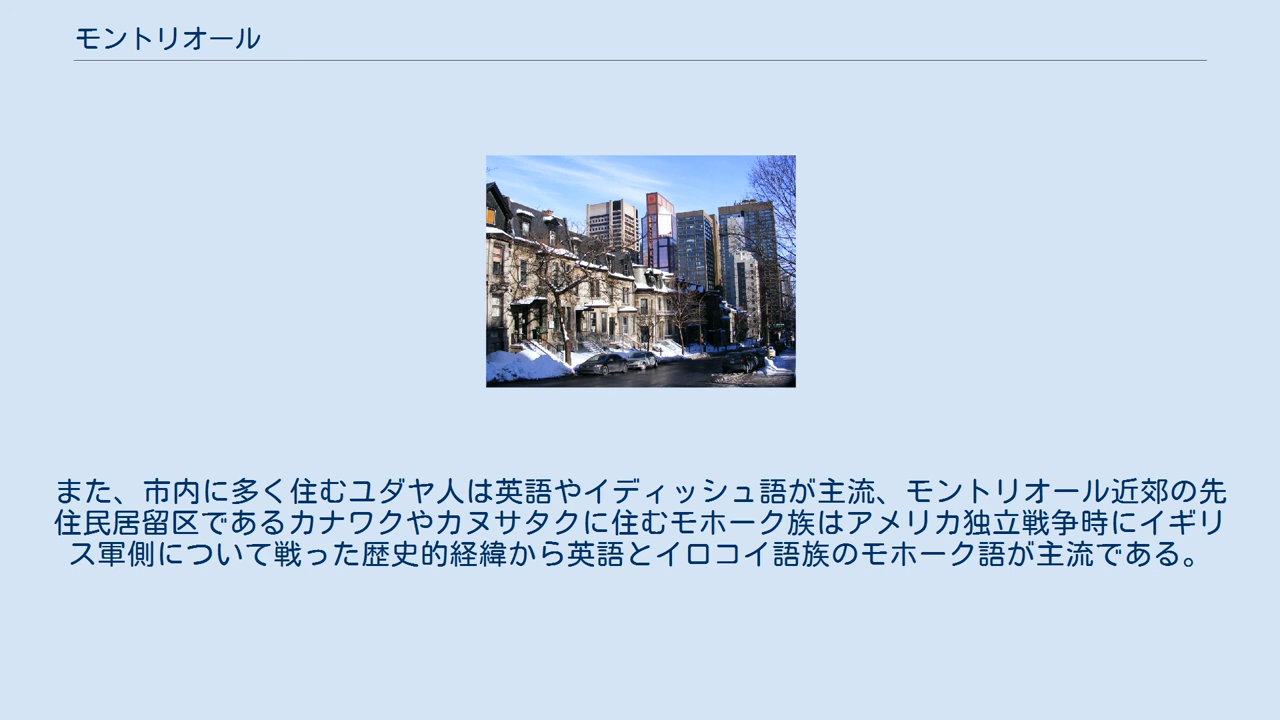 モントリオール
また、市内に多く住むユダヤ人は英語やイディッシュ語が主流、モントリオール近郊の先
住民居留区であるカナワクやカヌサタクに住むモホーク族はアメリカ独立戦争時にイギリ
ス軍側について戦った歴史的経緯から英語とイロコイ語族のモホーク語が主流である。